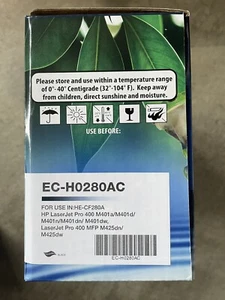 Please store and use within a temperature range
of 0°- 40° Centigrade (32°-104° F). Keep away
from children, direct sunshine and moisture.
USE BEFORE:
EC-H0280AC
FOR USE IN:HE-CF280A
HP LaserJet Pro 400 M401a/M401d/
M401n/M401dn/ M401dw,
LaserJet Pro 400 MFP M425dn/
M425dw
EC-H0280AC